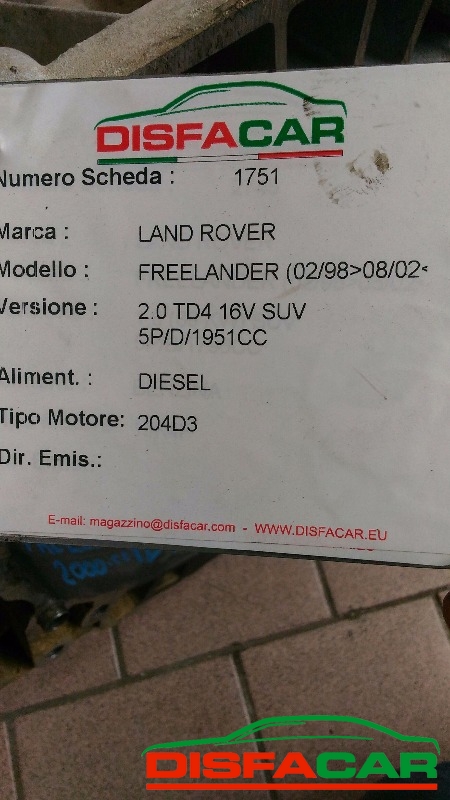 DISFACAR
Numero Scheda : 1751
Marca : LAND ROVER
Modello : FREELANDER (02/98>08/02<
Versione : 2.0 TD4 16V SUV
5P/D/1951CC
Aliment. : DIESEL
Tipo Motore: 204D3
Dir. Emis.:
E-mail: magazzino@disfacar.com - WWW.DISFACAR.EU
DISFACAR